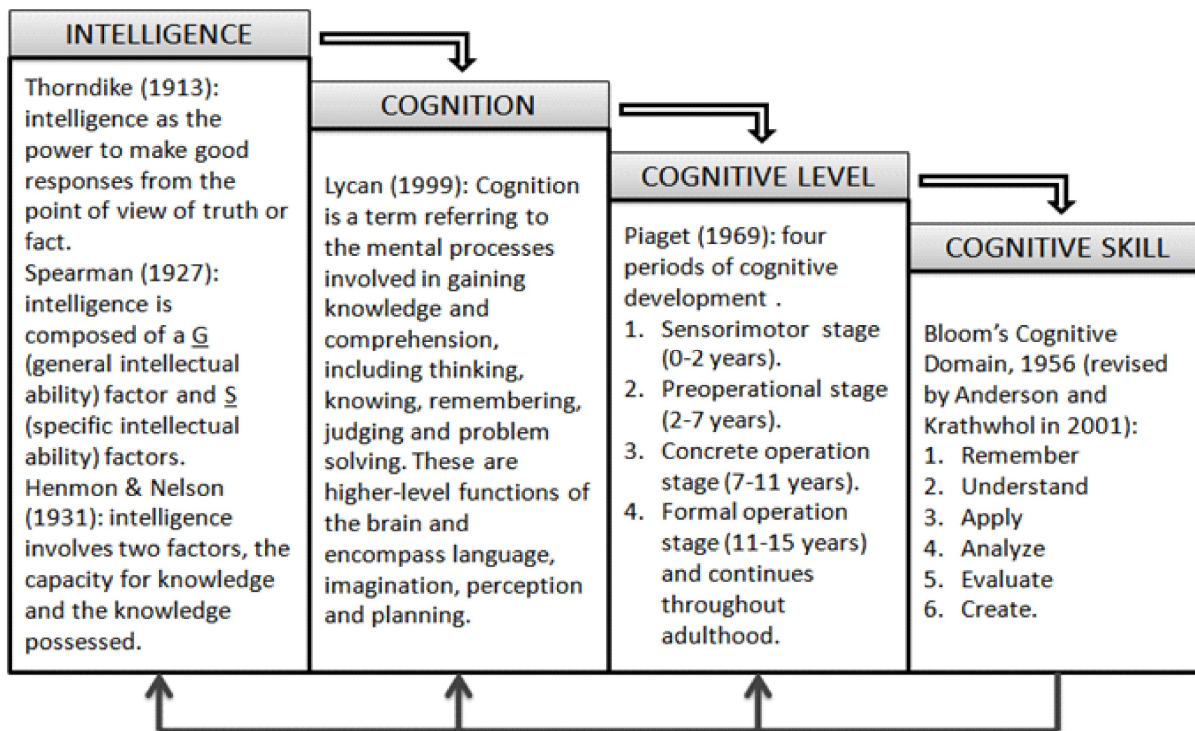 INTELLIGENCE
Thorndike (1913):
intelligence as the
power to make good
responses from the
point of view of truth or
fact.
Spearman (1927):
intelligence is
composed of a G
(general intellectual
ability) factor and S
(specific intellectual
ability) factors.
Henmon & Nelson
(1931): intelligence
involves two factors, the
capacity for knowledge
and the knowledge
possessed.
COGNITION
Lycan (1999): Cognition
is a term referring to
the mental processes
involved in gaining
knowledge and
comprehension,
including thinking,
knowing, remembering,
judging and problem
solving. These are
higher-level functions of
the brain and
encompass language,
imagination, perception
and planning.
COGNITIVE LEVEL
Piaget (1969): four
periods of cognitive
development .
1. Sensorimotor stage
(0-2 years).
2. Preoperational stage
(2-7 years).
3. Concrete operation
stage (7-11 years).
4. Formal operation
stage (11-15 years)
and continues
throughout
adulthood.
COGNITIVE SKILL
Bloom's Cognitive
Domain, 1956 (revised
by Anderson and
Krathwhol in 2001):
1. Remember
2. Understand
3. Apply
4. Analyze
5. Evaluate
6. Create.